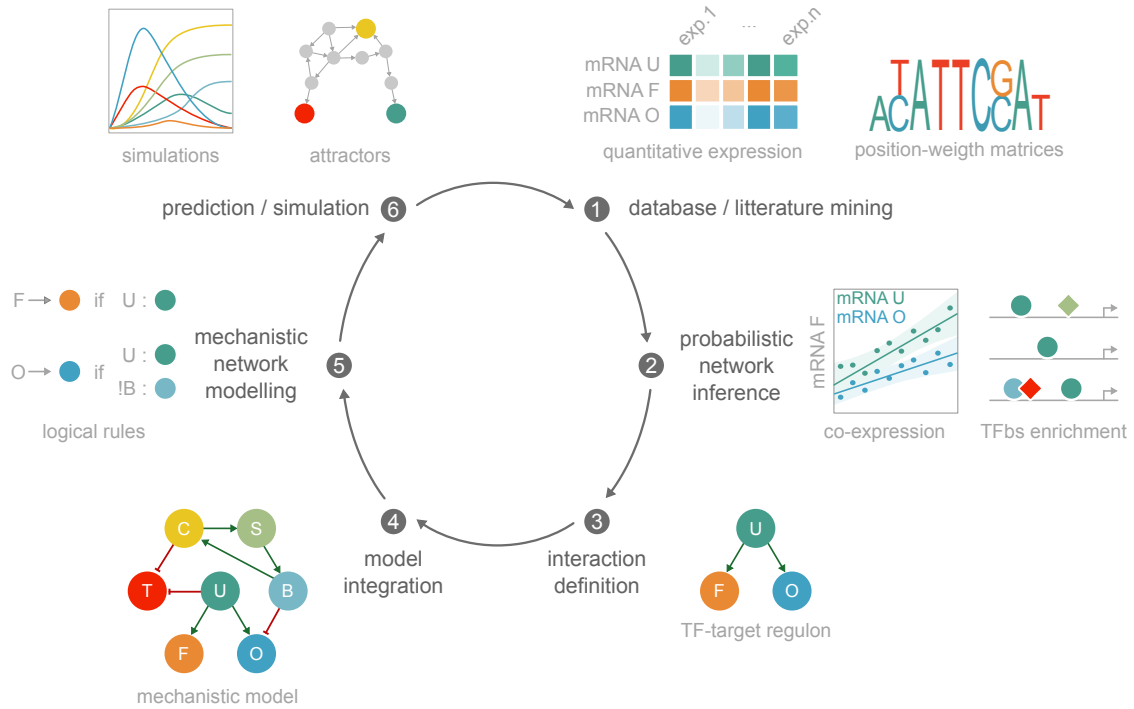 simulations
attractors
exp.1 ... exp.n
mRNA U
mRNA F
mRNA O
quantitative expression
ACTATTCGCAT
position-weigth matrices
prediction / simulation 6
1 database / litterature mining
F if U :
O if U :
!B :
logical rules
mechanistic
network
modelling
5
2
probabilistic
network
inference
mRNA F
mRNA U
mRNA O
co-expression
TFbs enrichment
4
model
integration
3
interaction
definition
C S
T U B
F O
mechanistic model
U
F O
TF-target regulon